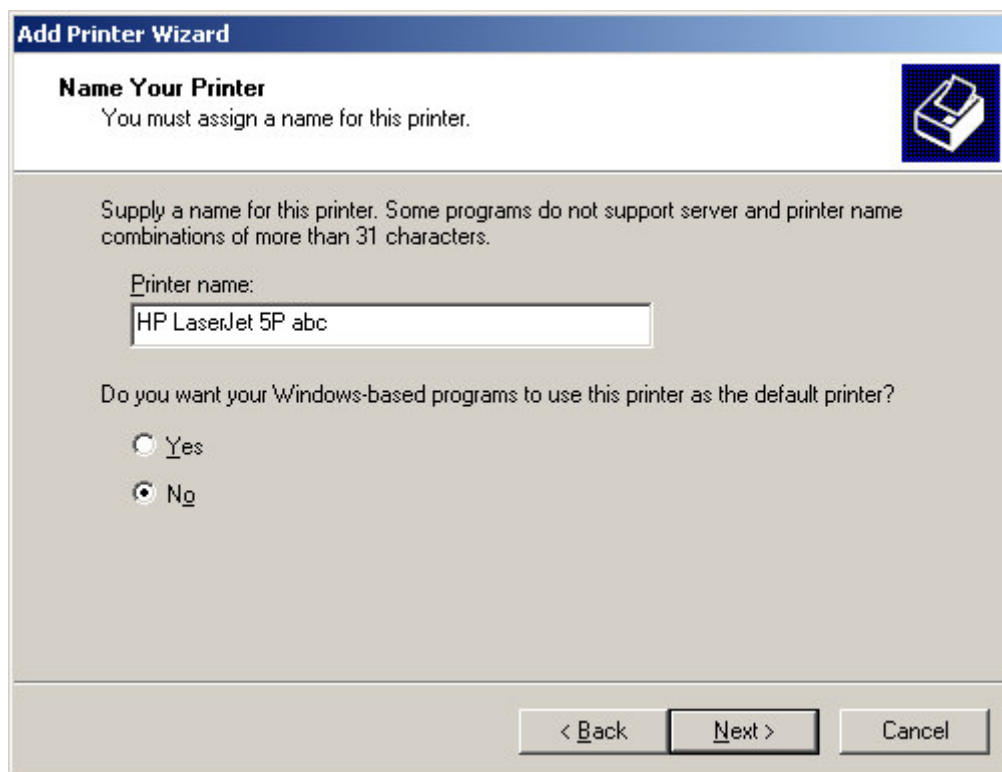 Add Printer Wizard
Name Your Printer
You must assign a name for this printer.
Supply a name for this printer. Some programs do not support server and printer name
combinations of more than 31 characters.
Printer name:
HP LaserJet 5P abc
Do you want your Windows-based programs to use this printer as the default printer?
Yes
No
< Back
Next >
Cancel